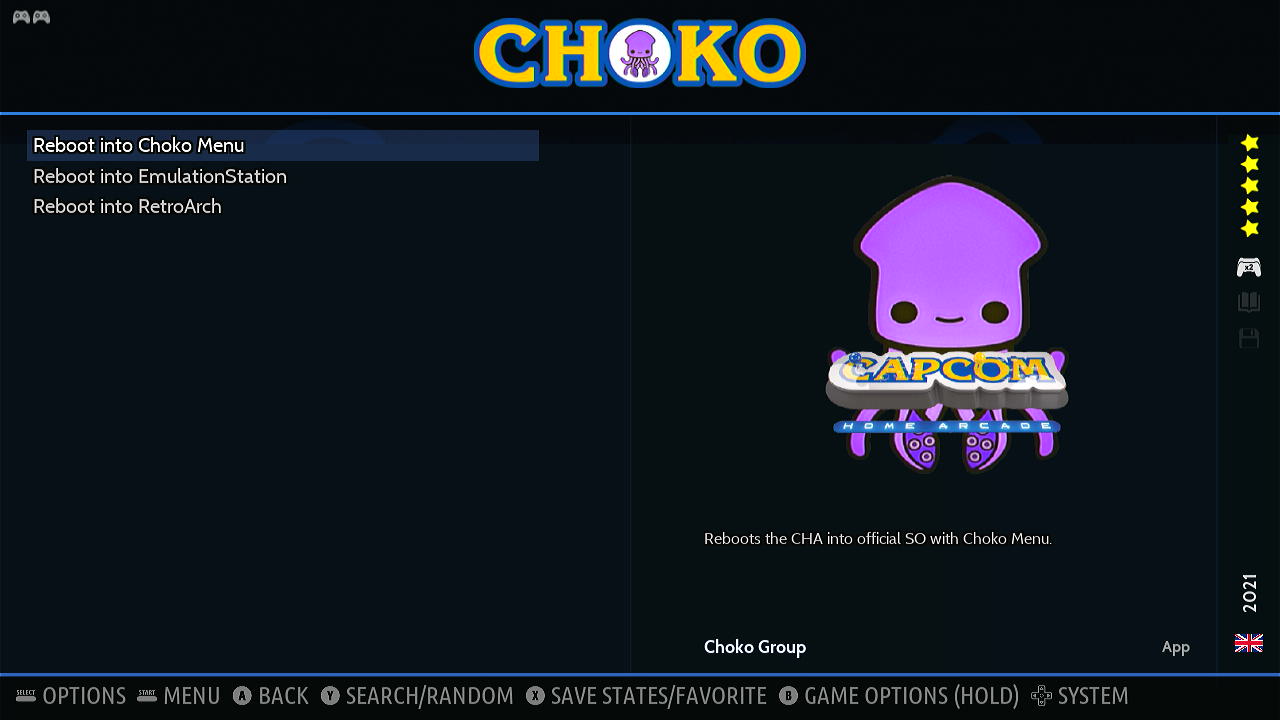 CHOKO
Reboot into Choko Menu
Reboot into EmulationStation
Reboot into RetroArch
x2
CAPCOM
HOME ARCADE
Reboots the CHA into official SO with Choko Menu.
2021
Choko Group
App
SELECT OPTIONS START MENU A BACK Y SEARCH/RANDOM X SAVE STATES/FAVORITE B GAME OPTIONS (HOLD) SYSTEM